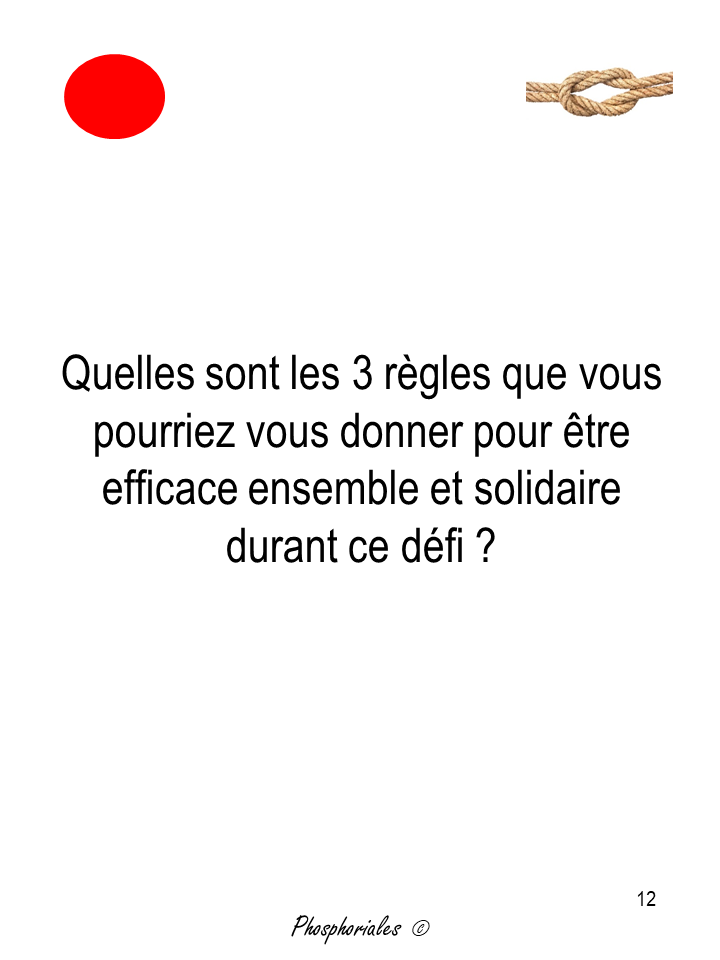 Quelles sont les 3 règles que vous
pourriez vous donner pour être
efficace ensemble et solidaire
durant ce défi ?
12
Phosphoriales ©